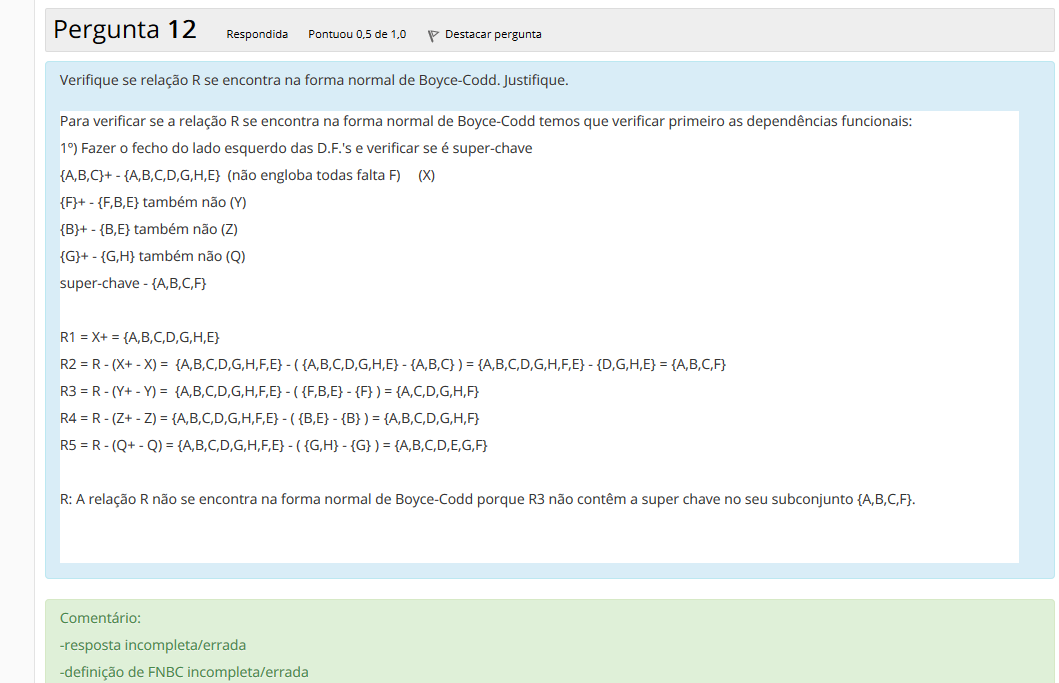 Pergunta 12 Respondida Pontuou 0,5 de 1,0 Destacar pergunta
Verifique se relação R se encontra na forma normal de Boyce-Codd. Justifique.
Para verificar se a relação R se encontra na forma normal de Boyce-Codd temos que verificar primeiro as dependências funcionais:
1º) Fazer o fecho do lado esquerdo das D.F.'s e verificar se é super-chave
{A,B,C}+ - {A,B,C,D,G,H,E} (não engloba todas falta F) (X)
{F}+ - {F,B,E} também não (Y)
{B}+ - {B,E} também não (Z)
{G}+ - {G,H} também não (Q)
super-chave - {A,B,C,F}
R1 = X+ = {A,B,C,D,G,H,E}
R2 = R - (X+ - X) = {A,B,C,D,G,H,F,E} - ( {A,B,C,D,G,H,E} - {A,B,C} ) = {A,B,C,D,G,H,F,E} - {D,G,H,E} = {A,B,C,F}
R3 = R - (Y+ - Y) = {A,B,C,D,G,H,F,E} - ( {F,B,E} - {F} ) = {A,C,D,G,H,F}
R4 = R - (Z+ - Z) = {A,B,C,D,G,H,F,E} - ( {B,E} - {B} ) = {A,B,C,D,G,H,F}
R5 = R - (Q+ - Q) = {A,B,C,D,G,H,F,E} - ( {G,H} - {G} ) = {A,B,C,D,E,G,F}
R: A relação R não se encontra na forma normal de Boyce-Codd porque R3 não contêm a super chave no seu subconjunto {A,B,C,F}.
Comentário:
-resposta incompleta/errada
-definição de FNBC incompleta/errada